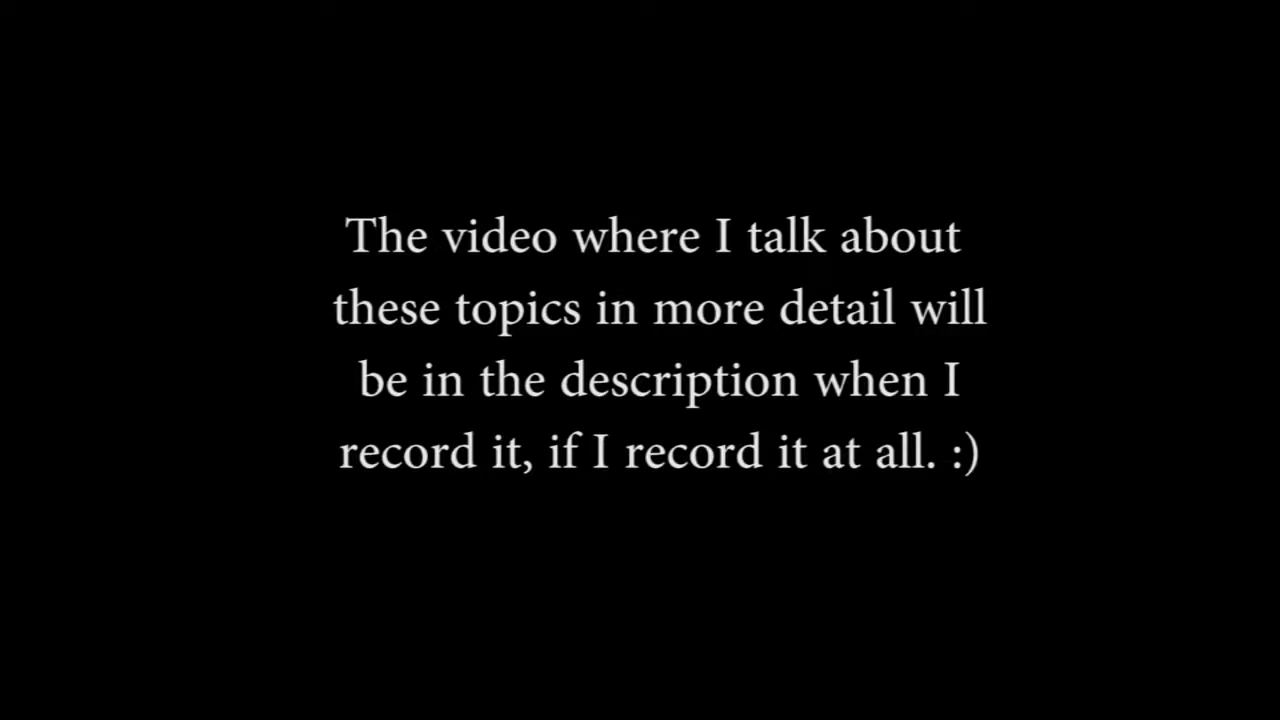 The video where I talk about
these topics in more detail will
be in the description when I
record it, if I record it at all. :)